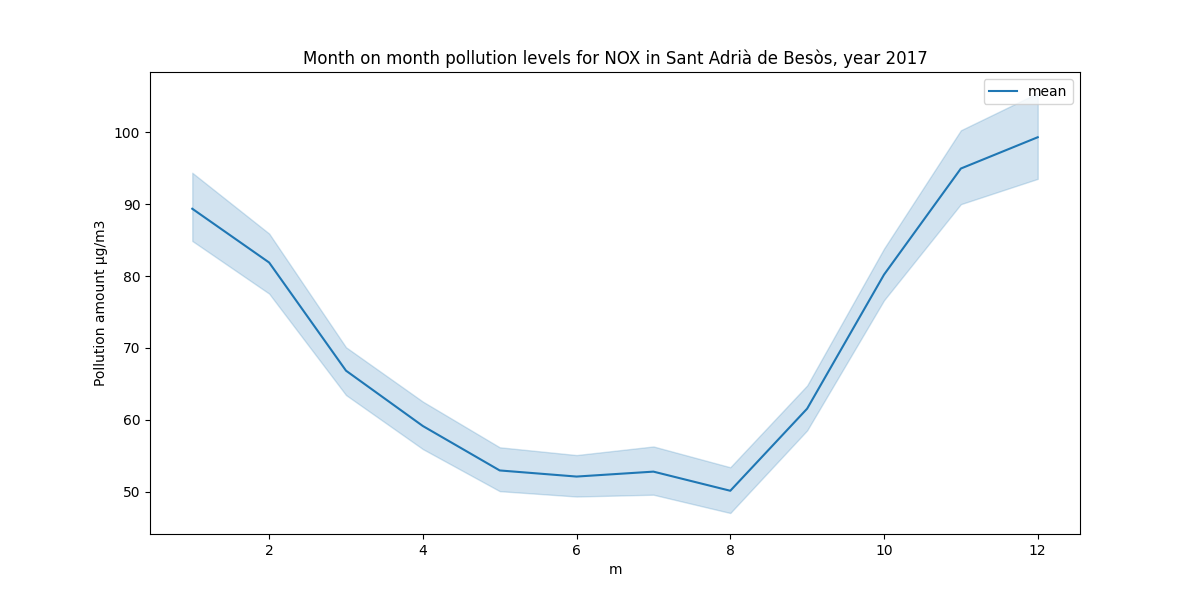 Month on month pollution levels for NOX in Sant Adrià de Besòs, year 2017
mean
Pollution amount µg/m3
100
90
80
70
60
50
2 4 6 8 10 12
m